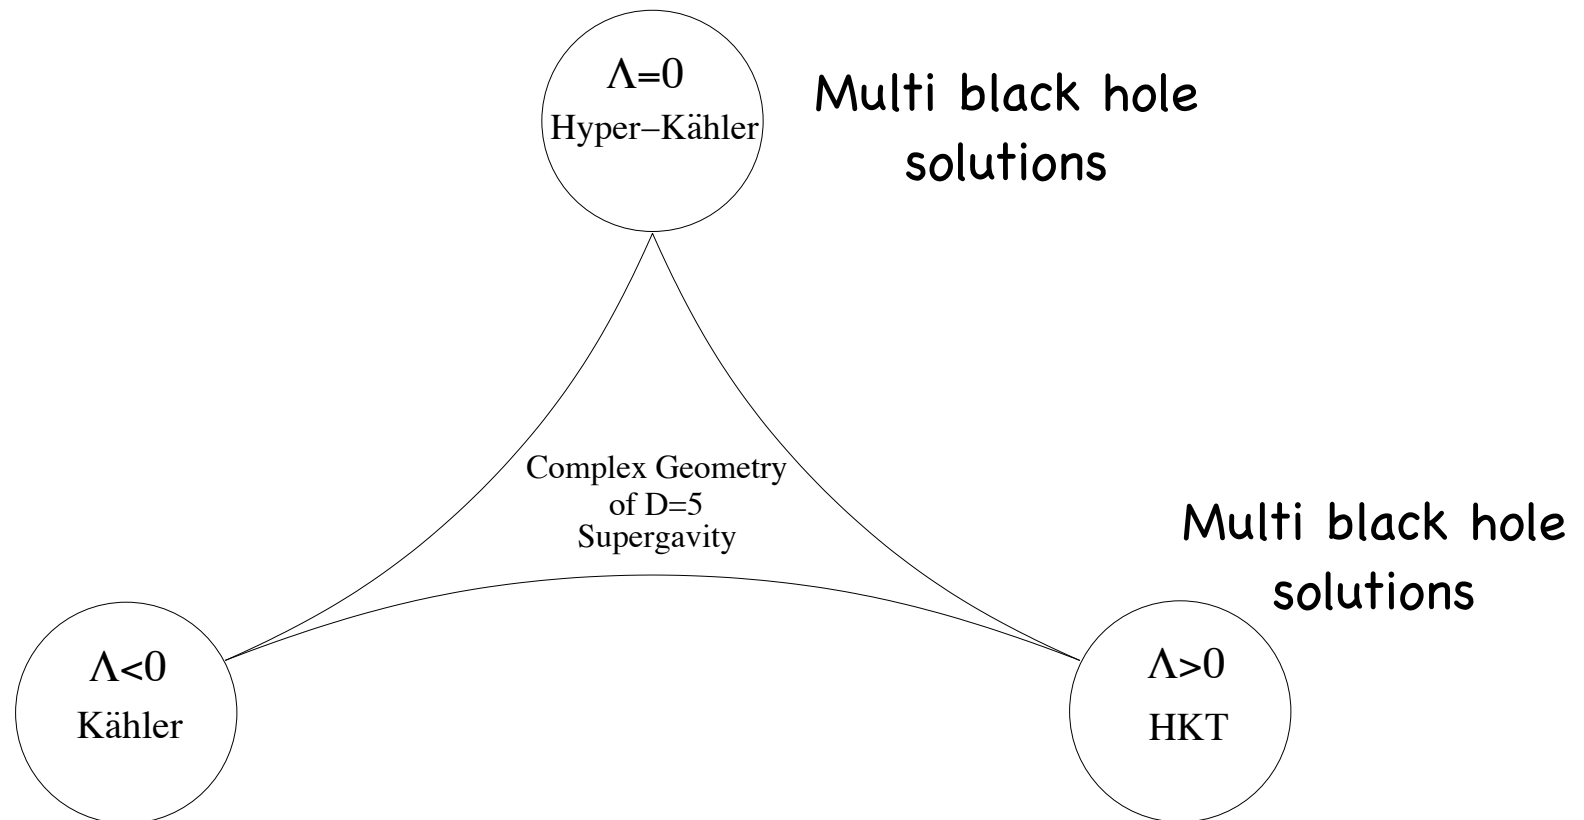 Λ=0
Hyper−Kähler
Multi black hole
solutions
Complex Geometry
of D=5
Supergavity
Λ<0
Kähler
Multi black hole
solutions
Λ>0
HKT